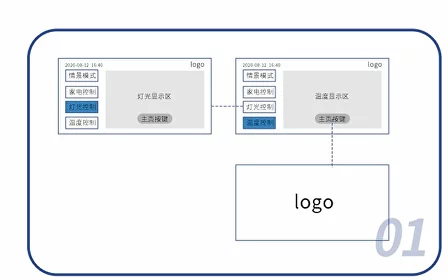 2020-08-12 16:40
logo
情景模式
家电控制
灯光控制
温度控制
灯光显示区
主页按键
2020-08-12 16:40
logo
情景模式
家电控制
灯光控制
温度控制
温度显示区
主页按键
logo
01